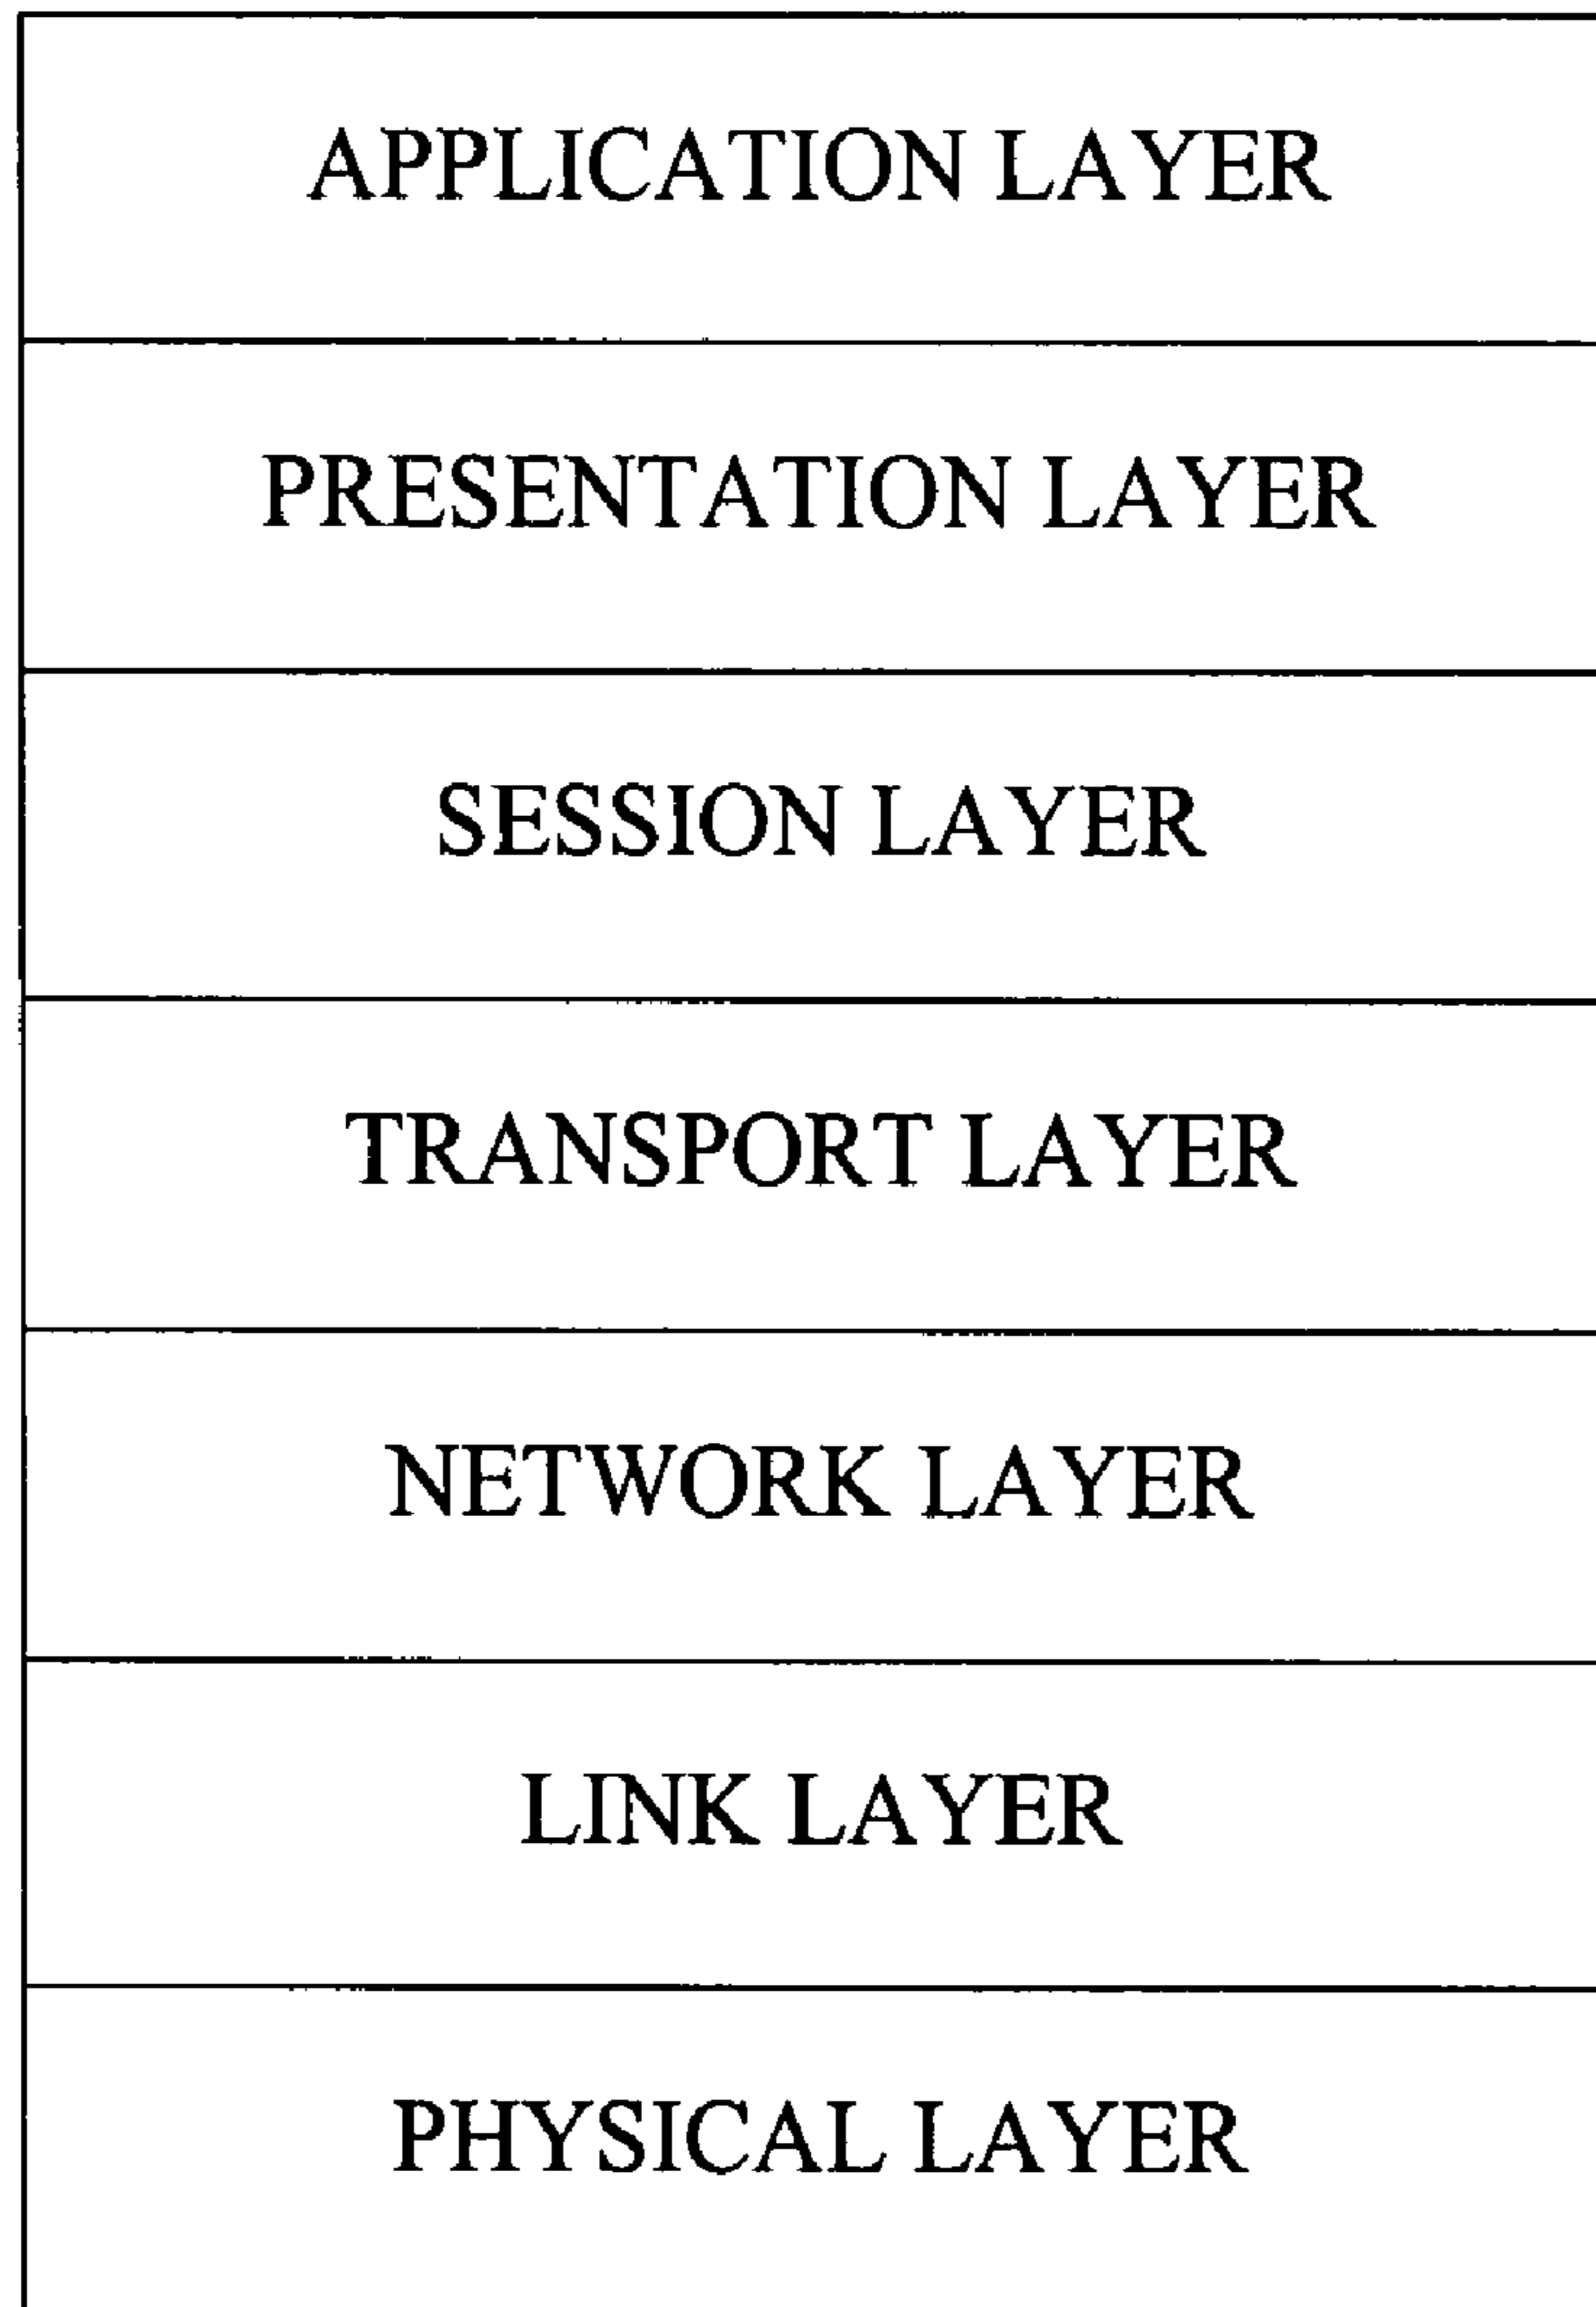 APPLICATION LAYER
PRESENTATION LAYER
SESSION LAYER
TRANSPORT LAYER
NETWORK LAYER
LINK LAYER
PHYSICAL LAYER